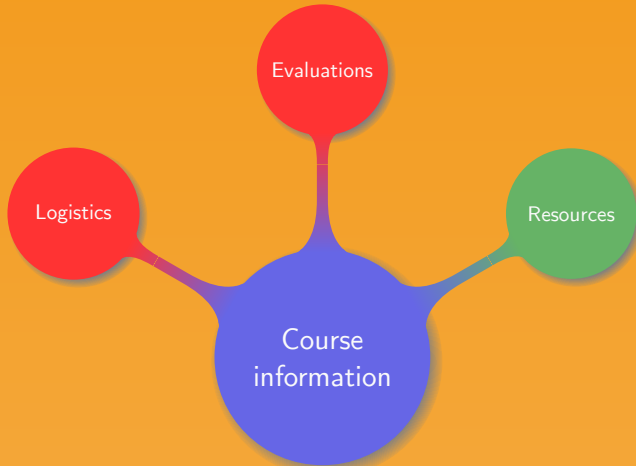 Evaluations
Logistics
Resources
Course
information